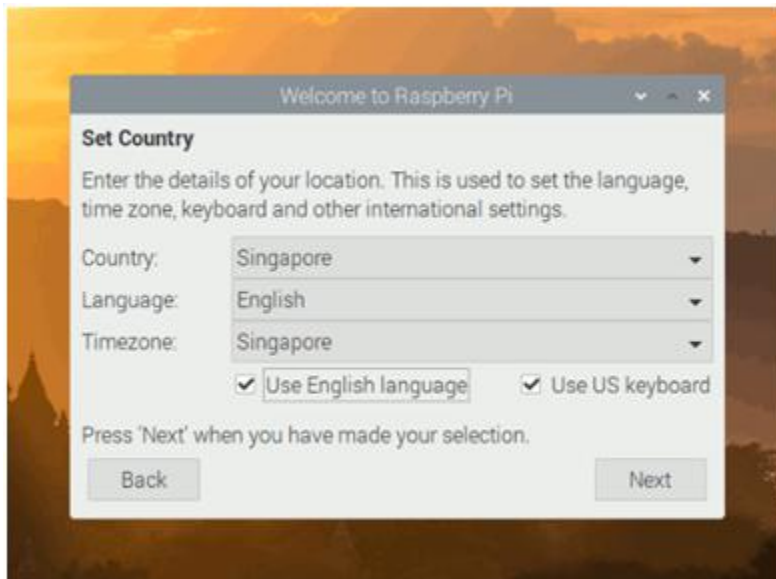 Welcome to Raspberry Pi
Set Country
Enter the details of your location. This is used to set the language,
time zone, keyboard and other international settings.
Country: Singapore
Language: English
Timezone: Singapore
Use English language Use US keyboard
Press 'Next' when you have made your selection.
Back Next